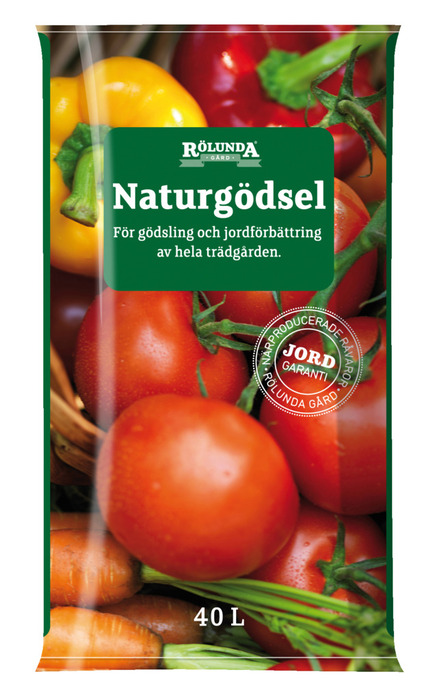 RÖLUNDA
GÅRD
Naturgödsel
För gödsling och jordförbättring
av hela trädgården.
NÄRPRODUCERADE RÅVAROR
JORD
GARANTI
RÖLUNDA GÅRD
40 L